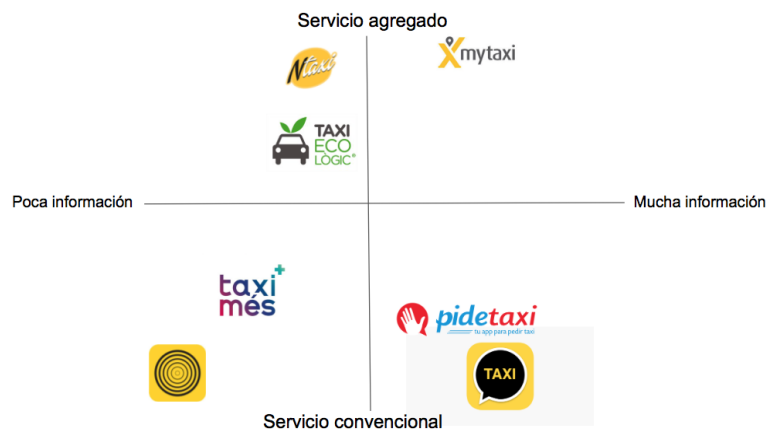 Servicio agregado
Ntaxi
mytaxi
TAXI
ECO
LÒGIC®
Poca información
Mucha información
taxi+
més
pidetaxi
tu app para pedir taxi
TAXI
Servicio convencional